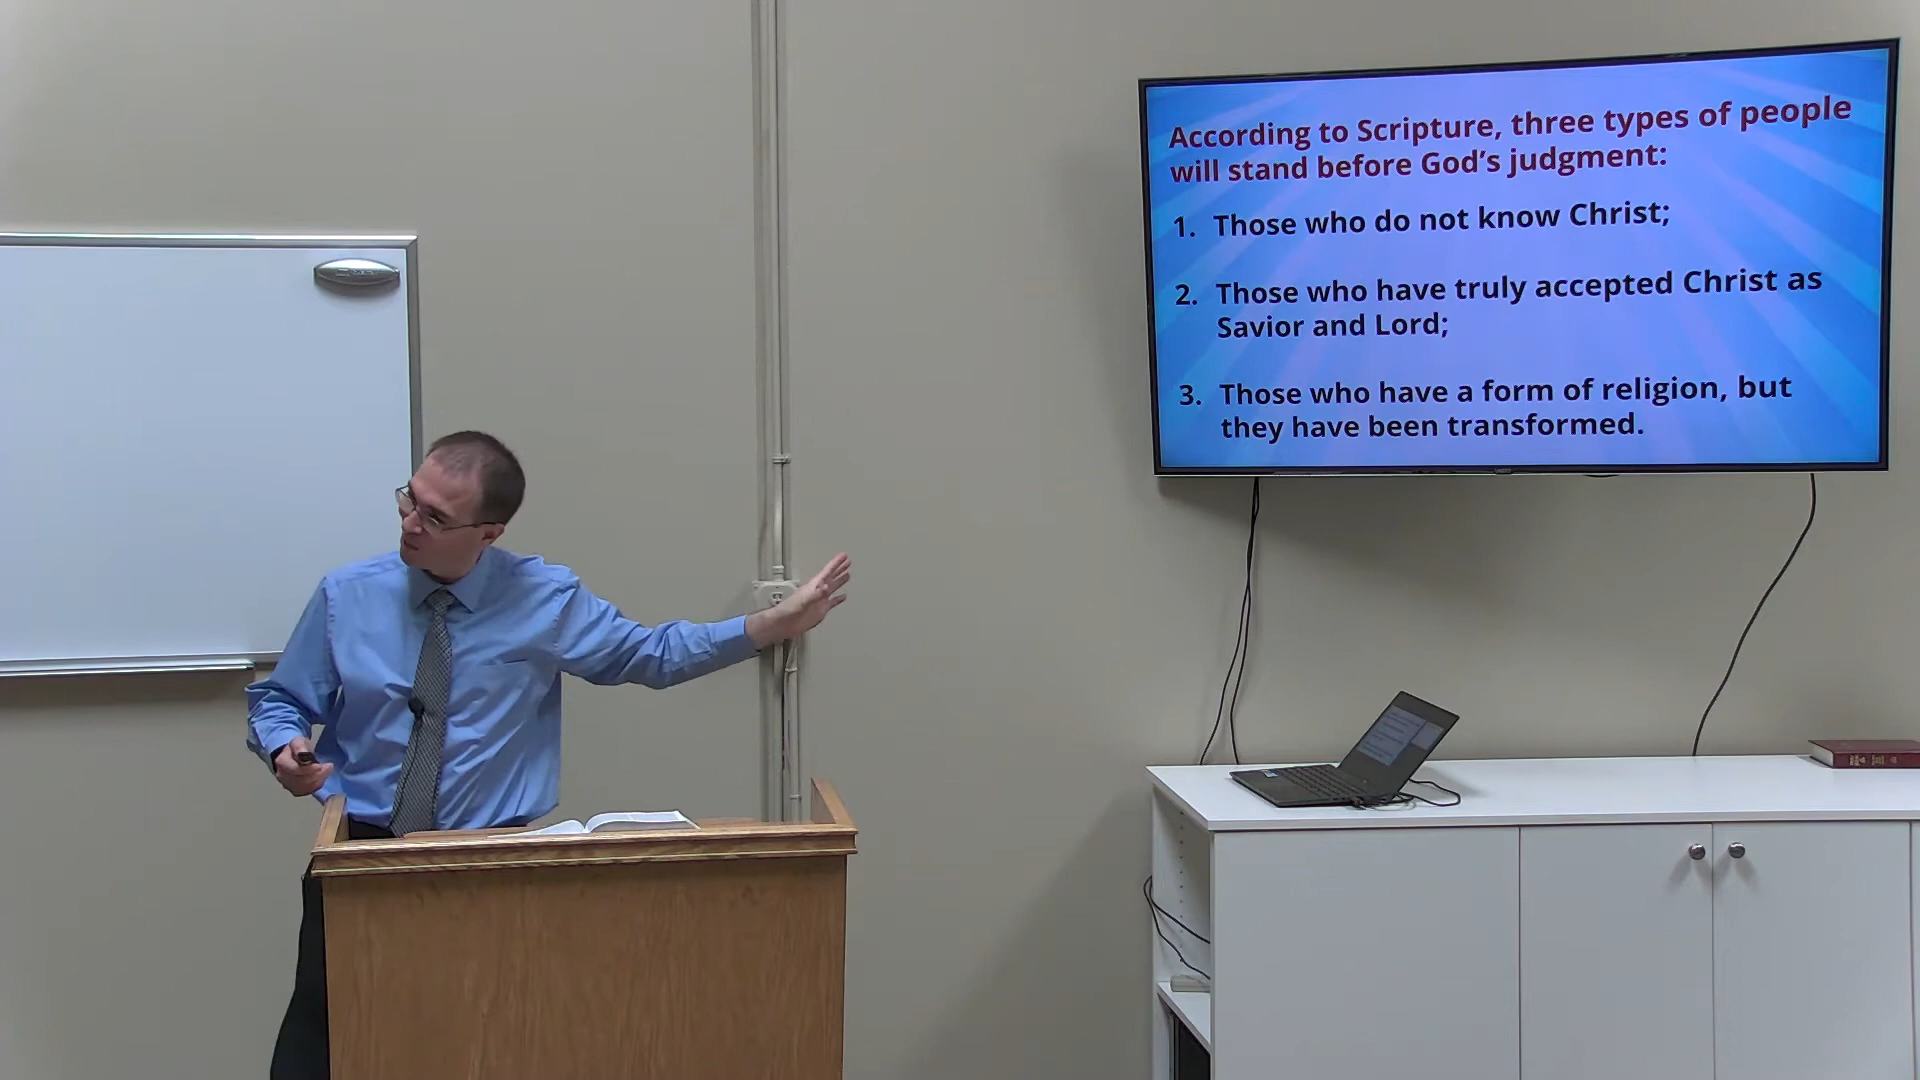 According to Scripture, three types of people
will stand before God's judgment:
1. Those who do not know Christ;
2. Those who have truly accepted Christ as
Savior and Lord;
3. Those who have a form of religion, but
they have been transformed.